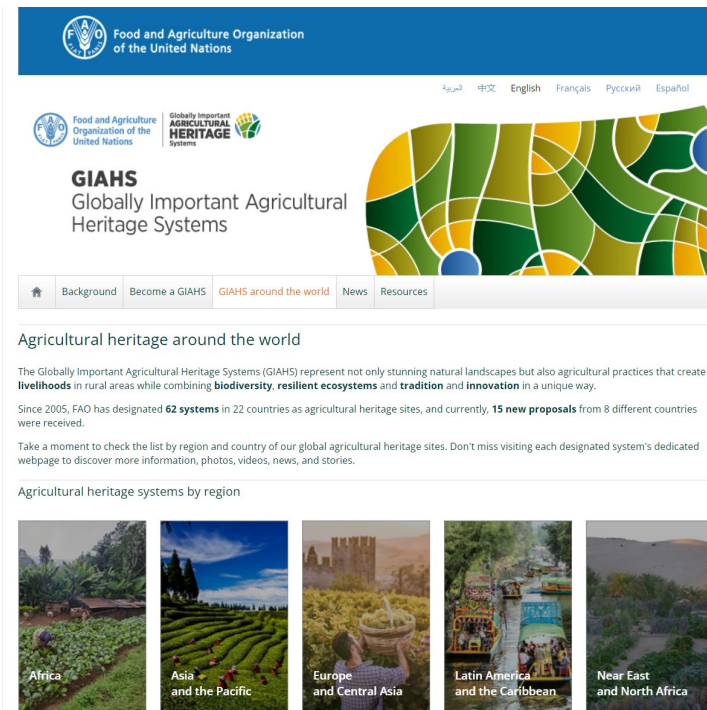 Food and Agriculture Organization
of the United Nations
العربية 中文 English Français Русский Español
Food and Agriculture
Organization of the
United Nations
Globally Important
AGRICULTURAL
HERITAGE
Systems
GIAHS
Globally Important Agricultural
Heritage Systems
Background Become a GIAHS GIAHS around the world News Resources
Agricultural heritage around the world
The Globally Important Agricultural Heritage Systems (GIAHS) represent not only stunning natural landscapes but also agricultural practices that create
livelihoods in rural areas while combining biodiversity, resilient ecosystems and tradition and innovation in a unique way.
Since 2005, FAO has designated 62 systems in 22 countries as agricultural heritage sites, and currently, 15 new proposals from 8 different countries
were received.
Take a moment to check the list by region and country of our global agricultural heritage sites. Don't miss visiting each designated system's dedicated
webpage to discover more information, photos, videos, news, and stories.
Agricultural heritage systems by region
Africa
Asia
and the Pacific
Europe
and Central Asia
Latin America
and the Caribbean
Near East
and North Africa